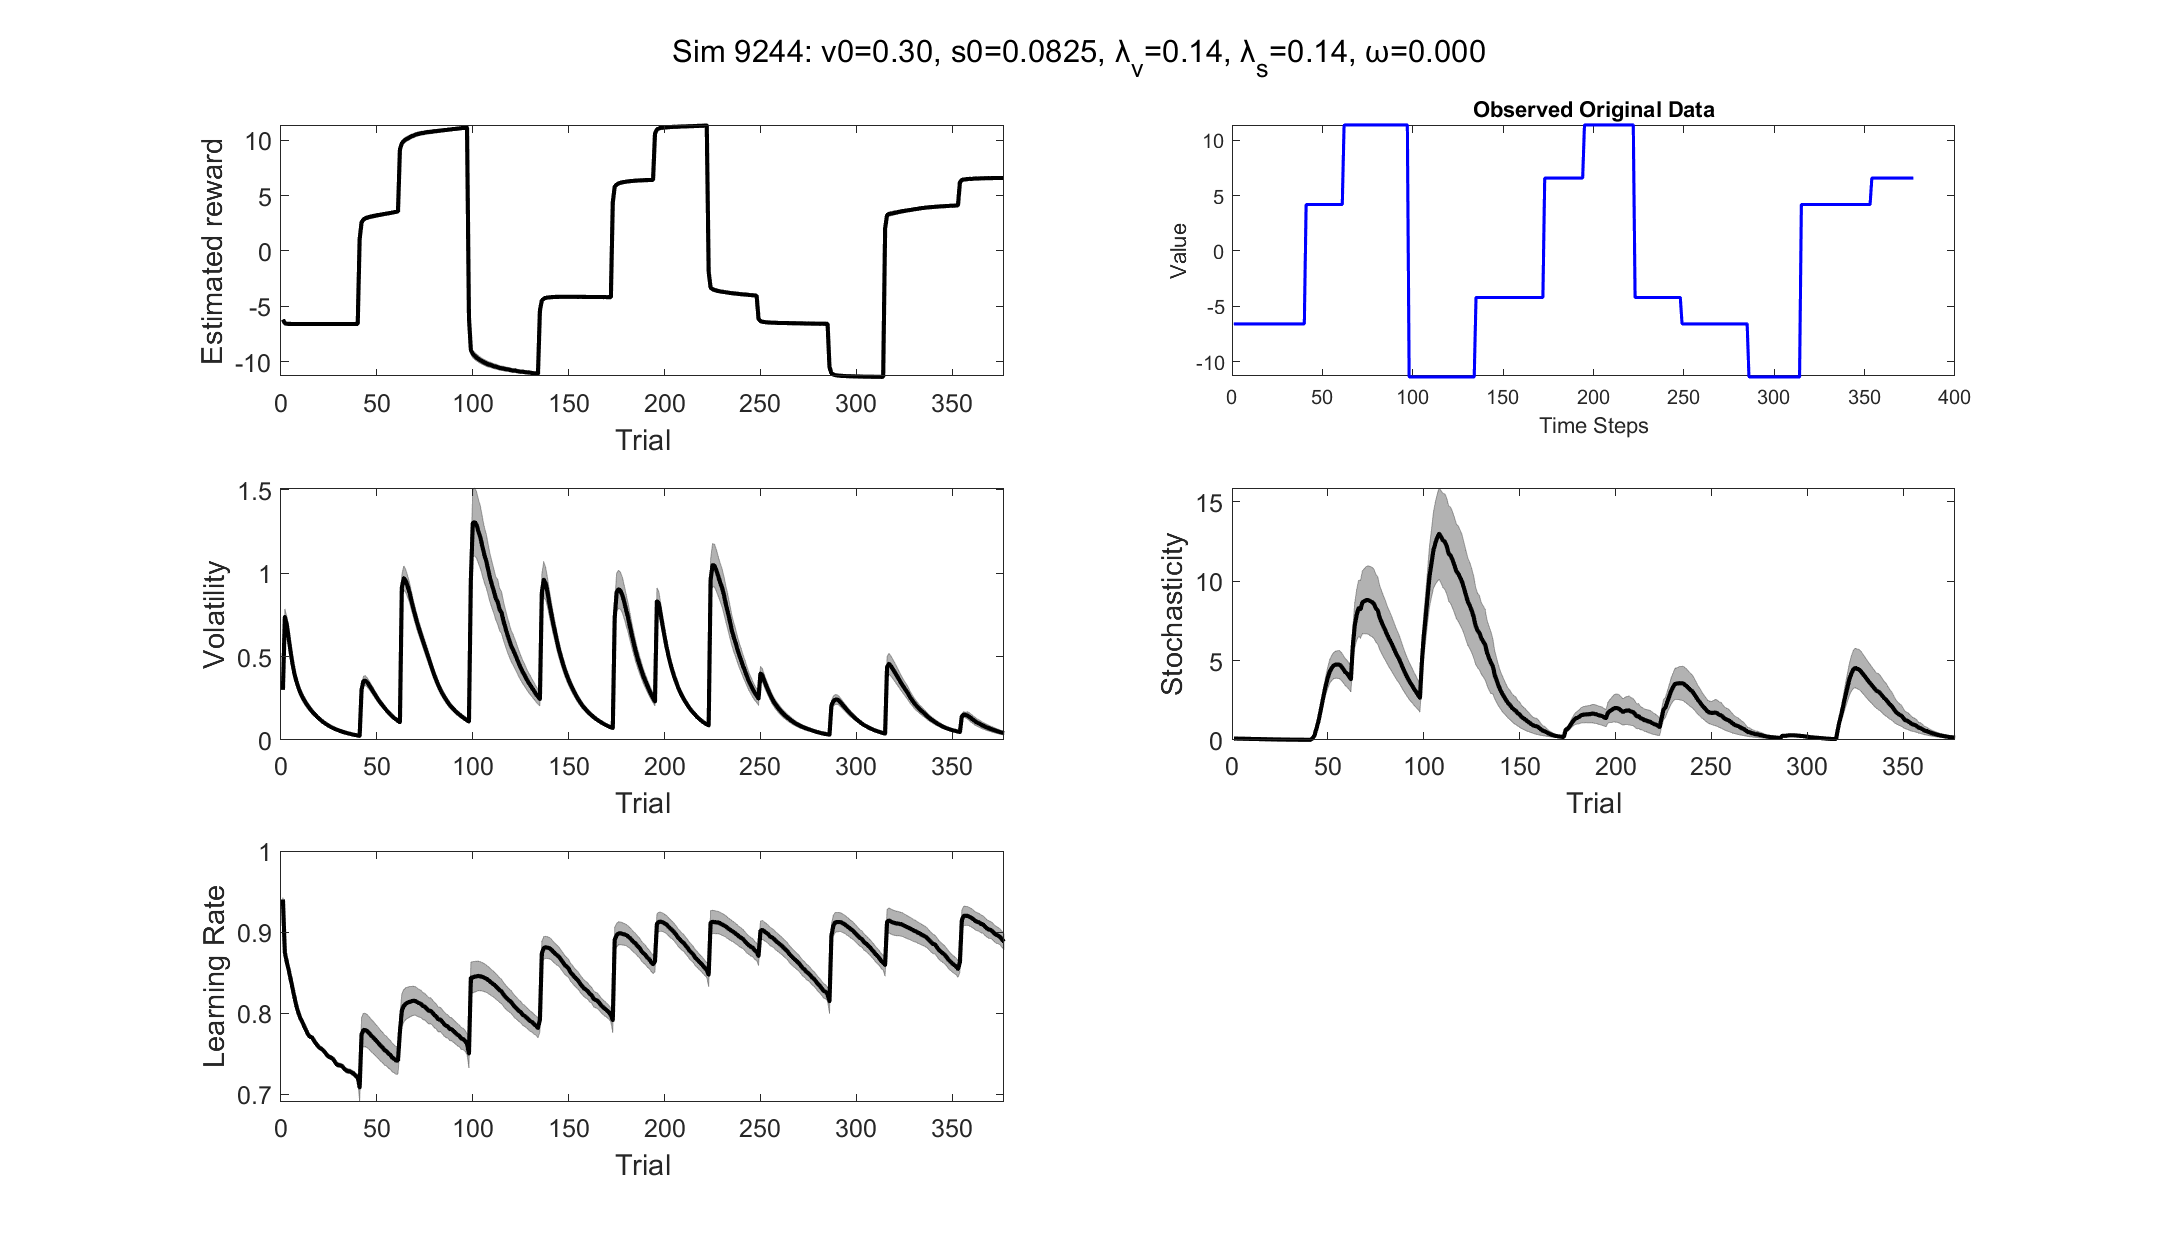 Sim 9244: v0=0.30, s0=0.0825, λ_v=0.14, λ_s=0.14, ω=0.000
Estimated reward
10
5
0
-5
-10
0 50 100 150 200 250 300 350
Trial
Observed Original Data
Value
10
5
0
-5
-10
0 50 100 150 200 250 300 350 400
Time Steps
Volatility
1.5
1
0.5
0
0 50 100 150 200 250 300 350
Trial
Stochasticity
15
10
5
0
0 50 100 150 200 250 300 350
Trial
Learning Rate
1
0.9
0.8
0.7
0 50 100 150 200 250 300 350
Trial